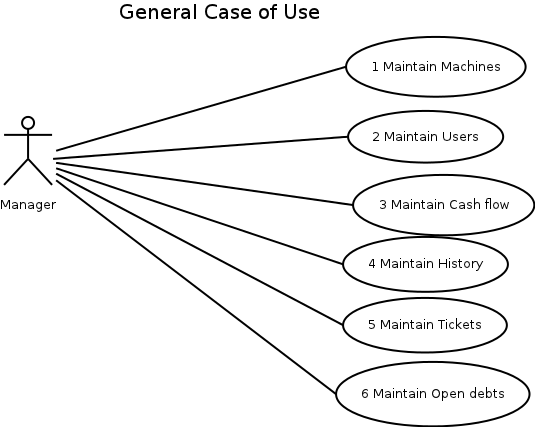 General Case of Use
1 Maintain Machines
2 Maintain Users
Manager
3 Maintain Cash flow
4 Maintain History
5 Maintain Tickets
6 Maintain Open debts